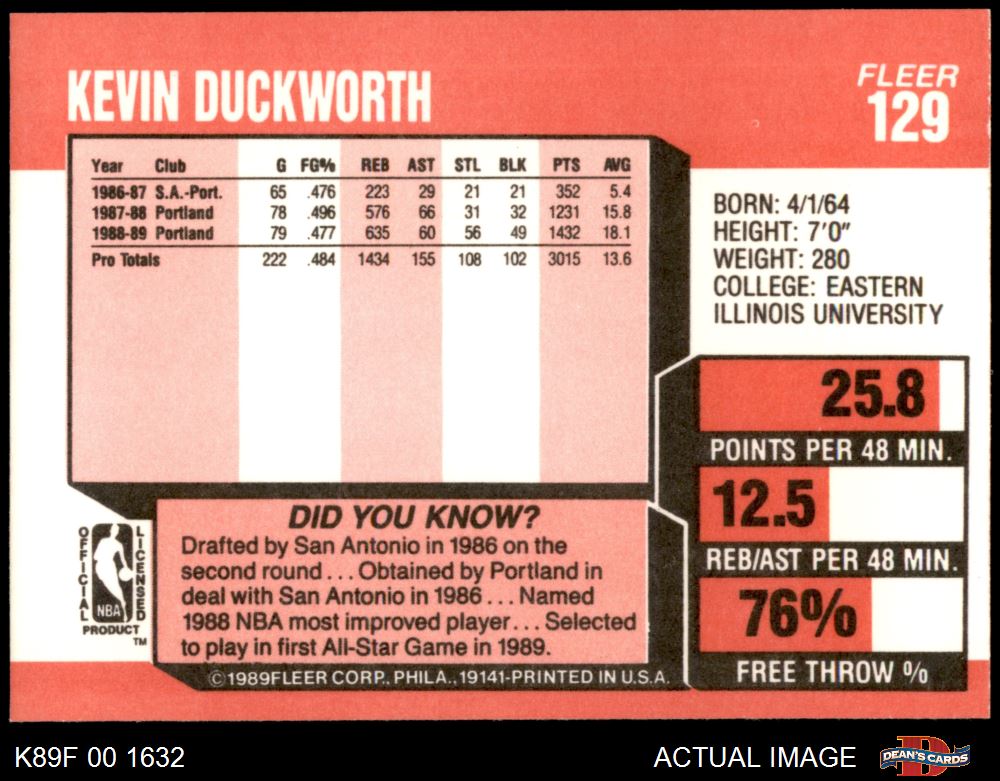 KEVIN DUCKWORTH
FLEER
129
Year Club G FG% REB AST STL BLK PTS AVG
1986-87 S.A.-Port. 65 .476 223 29 21 21 352 5.4
1987-88 Portland 78 .496 576 66 31 32 1231 15.8
1988-89 Portland 79 .477 635 60 56 49 1432 18.1
Pro Totals 222 .484 1434 155 108 102 3015 13.6
BORN: 4/1/64
HEIGHT: 7'0"
WEIGHT: 280
COLLEGE: EASTERN
ILLINOIS UNIVERSITY
25.8
POINTS PER 48 MIN.
12.5
REB/AST PER 48 MIN.
76%
FREE THROW %
DID YOU KNOW?
Drafted by San Antonio in 1986 on the
second round... Obtained by Portland in
deal with San Antonio in 1986... Named
1988 NBA most improved player... Selected
to play in first All-Star Game in 1989.
OFFICIAL
LICENSED
NBA
PRODUCT
TM
©1989 FLEER CORP., PHILA., 19141-PRINTED IN U.S.A.
K89F 00 1632
ACTUAL IMAGE
D
DEAN'S CARDS